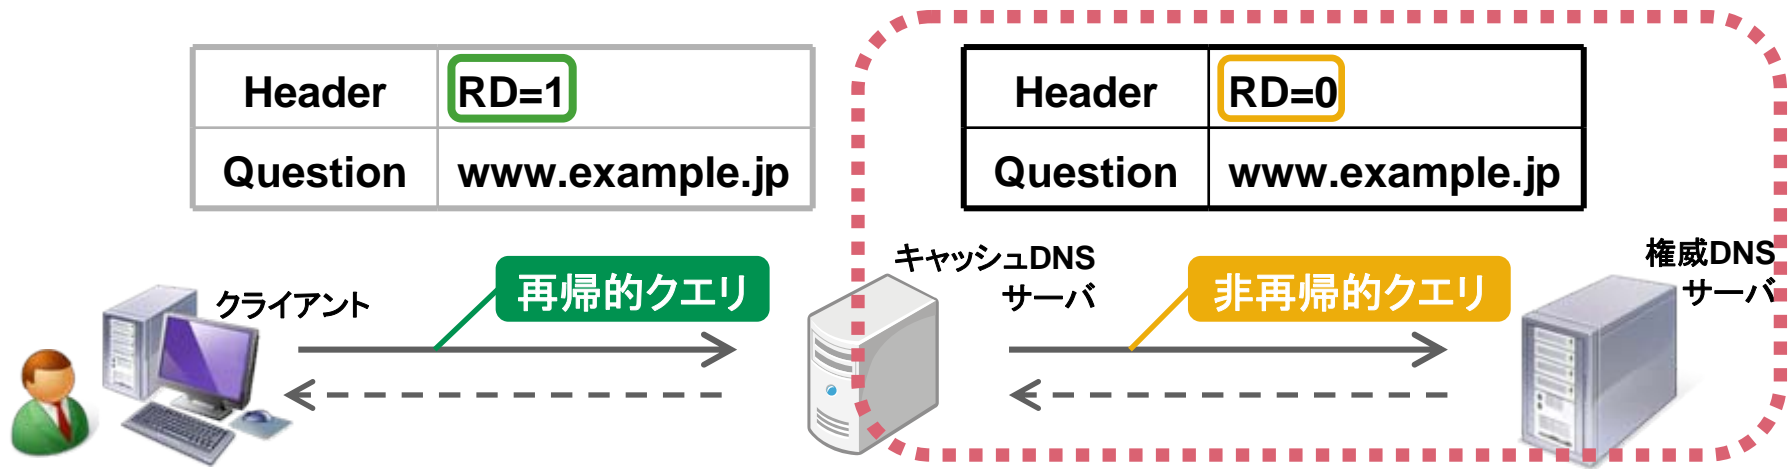 Header RD=1
Question www.example.jp
Header RD=0
Question www.example.jp
クライアント
再帰的クエリ
キャッシュDNS
サーバ
非再帰的クエリ
権威DNS
サーバ